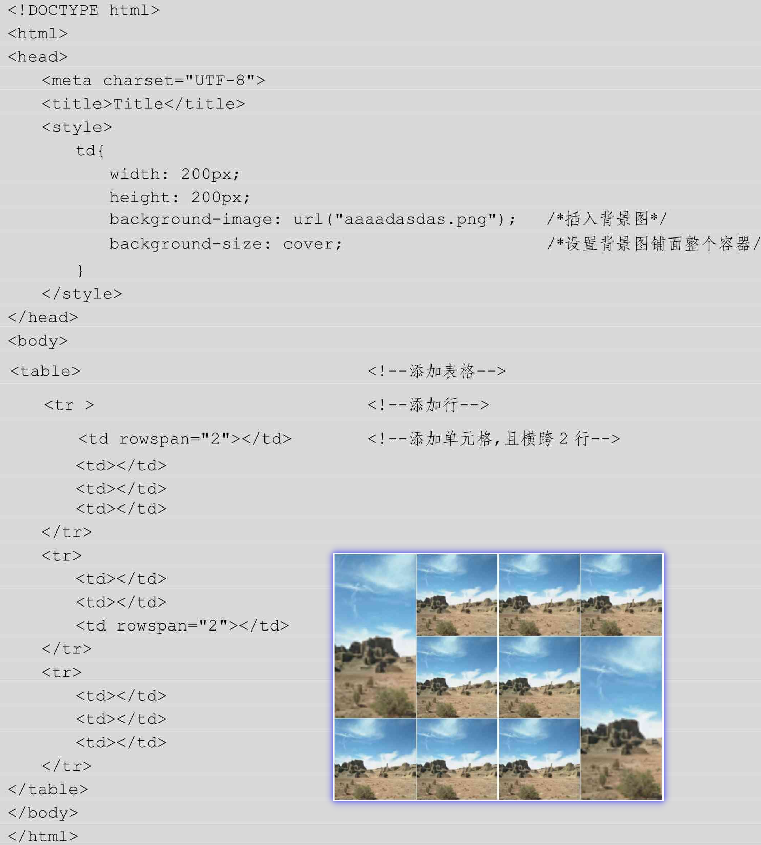 <!DOCTYPE html>
<html>
<head>
<meta charset="UTF-8">
<title>Title</title>
<style>
td{
width: 200px;
height: 200px;
background-image: url("aaaadasdas.png"); /*插入背景图*/
background-size: cover; /*设置背景图铺面整个容器/
}
</style>
</head>
<body>
<table> <!--添加表格-->
<tr > <!--添加行-->
<td rowspan="2"></td> <!--添加单元格,且横跨2行-->
<td></td>
<td></td>
<td></td>
</tr>
<tr>
<td></td>
<td></td>
<td rowspan="2"></td>
</tr>
<tr>
<td></td>
<td></td>
<td></td>
</tr>
</table>
</body>
</html>